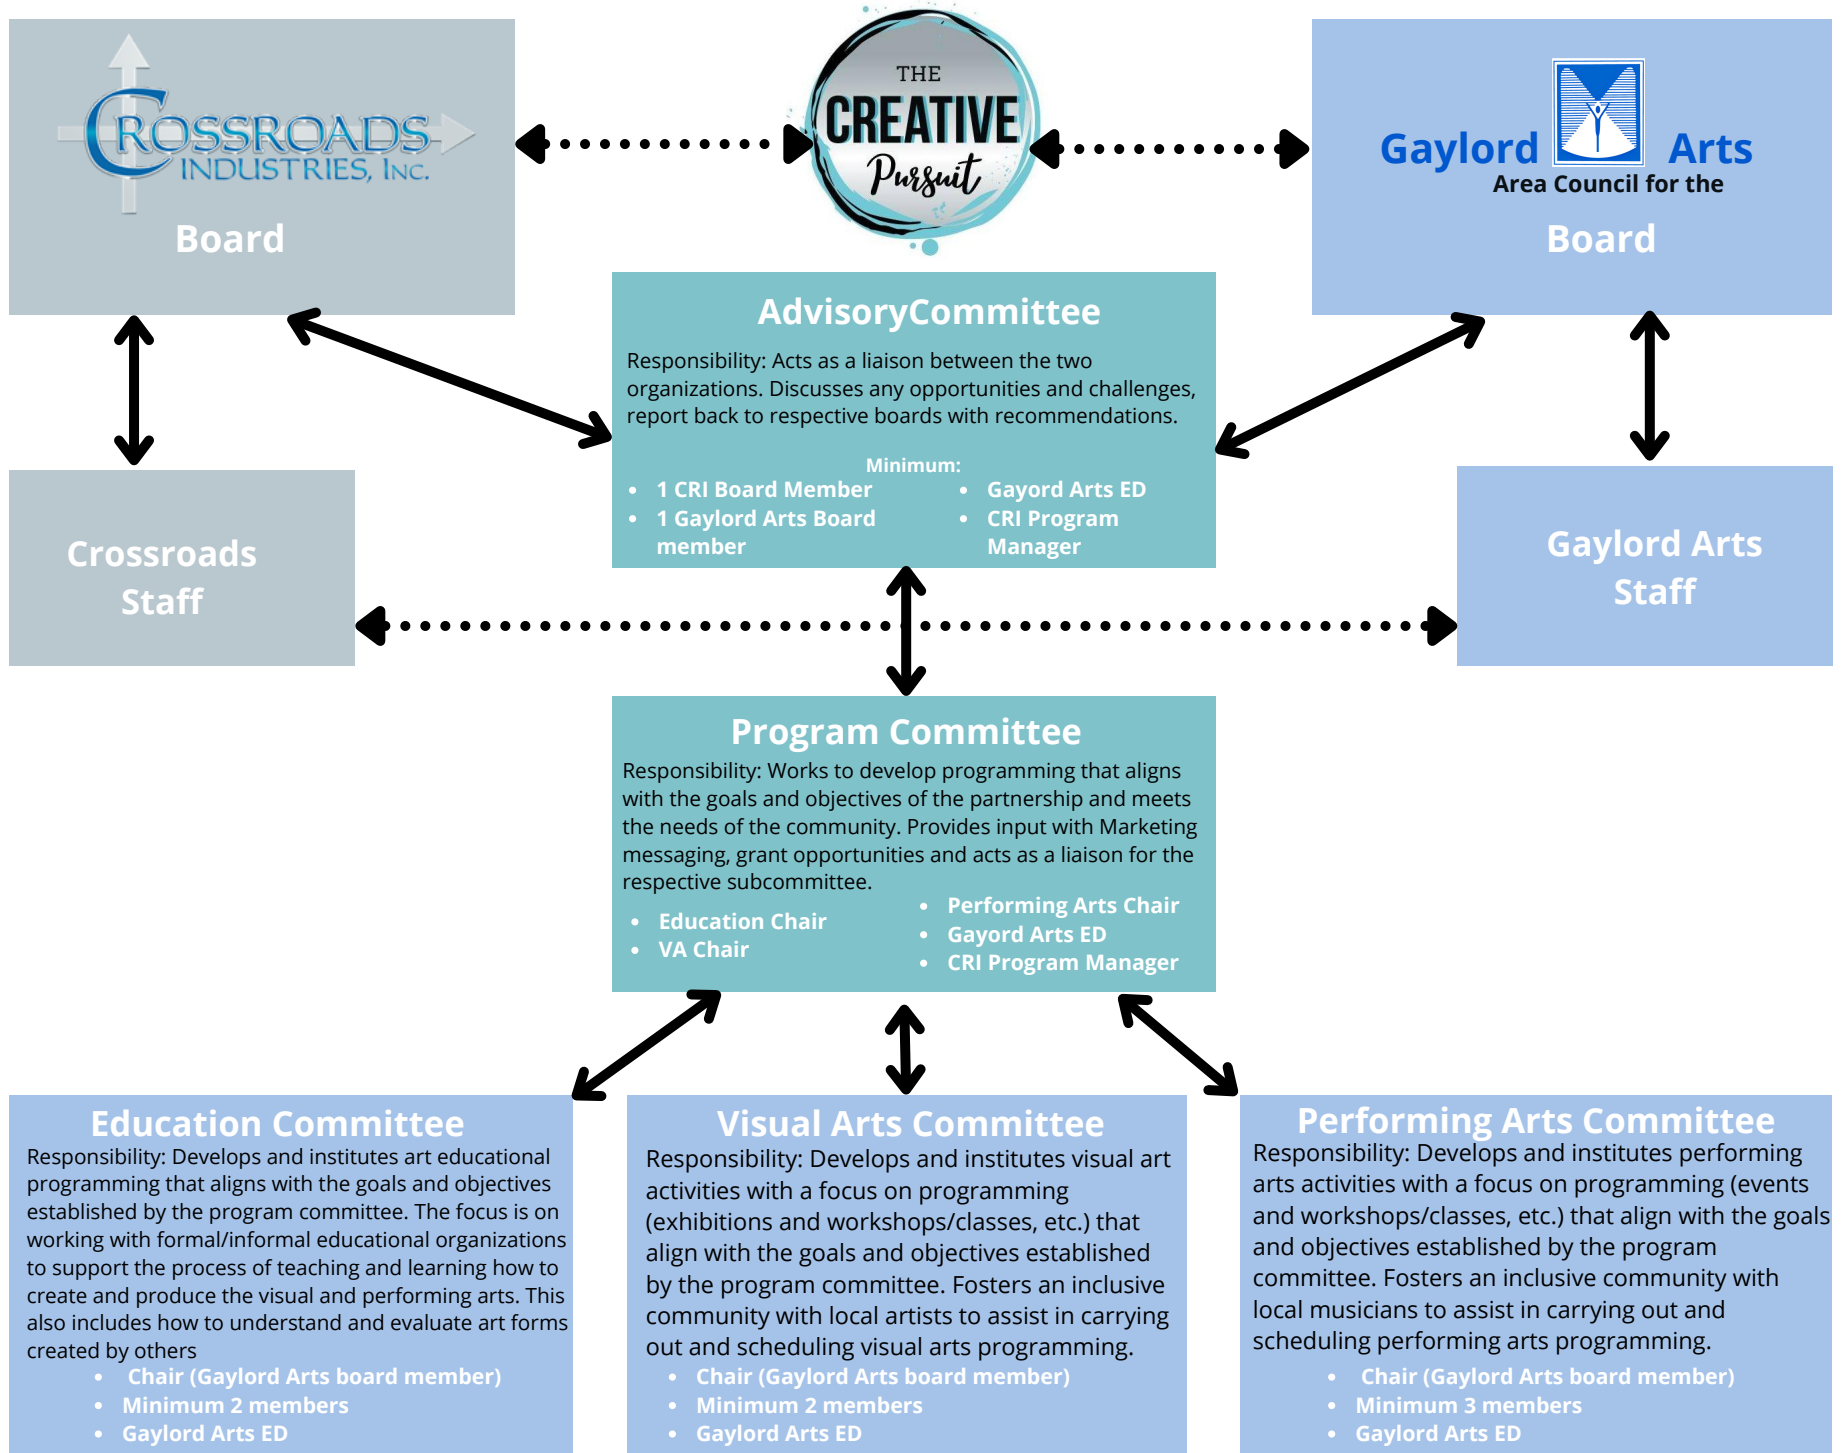 CROSSROADS
INDUSTRIES, INC.
Board
THE
CREATIVE
Pursuit
Gaylord Arts
Area Council for the
Board
AdvisoryCommittee
Responsibility: Acts as a liaison between the two
organizations. Discusses any opportunities and challenges,
report back to respective boards with recommendations.
Minimum:
• 1 CRI Board Member
• 1 Gaylord Arts Board
member
• Gayord Arts ED
• CRI Program
Manager
Crossroads
Staff
Gaylord Arts
Staff
Program Committee
Responsibility: Works to develop programming that aligns
with the goals and objectives of the partnership and meets
the needs of the community. Provides input with Marketing
messaging, grant opportunities and acts as a liaison for the
respective subcommittee.
• Education Chair
• VA Chair
• Performing Arts Chair
• Gayord Arts ED
• CRI Program Manager
Education Committee
Responsibility: Develops and institutes art educational
programming that aligns with the goals and objectives
established by the program committee. The focus is on
working with formal/informal educational organizations
to support the process of teaching and learning how to
create and produce the visual and performing arts. This
also includes how to understand and evaluate art forms
created by others
• Chair (Gaylord Arts board member)
• Minimum 2 members
• Gaylord Arts ED
Visual Arts Committee
Responsibility: Develops and institutes visual art
activities with a focus on programming
(exhibitions and workshops/classes, etc.) that
align with the goals and objectives established
by the program committee. Fosters an inclusive
community with local artists to assist in carrying
out and scheduling visual arts programming.
• Chair (Gaylord Arts board member)
• Minimum 2 members
• Gaylord Arts ED
Performing Arts Committee
Responsibility: Develops and institutes performing
arts activities with a focus on programming (events
and workshops/classes, etc.) that align with the goals
and objectives established by the program
committee. Fosters an inclusive community with
local musicians to assist in carrying out and
scheduling performing arts programming.
• Chair (Gaylord Arts board member)
• Minimum 3 members
• Gaylord Arts ED